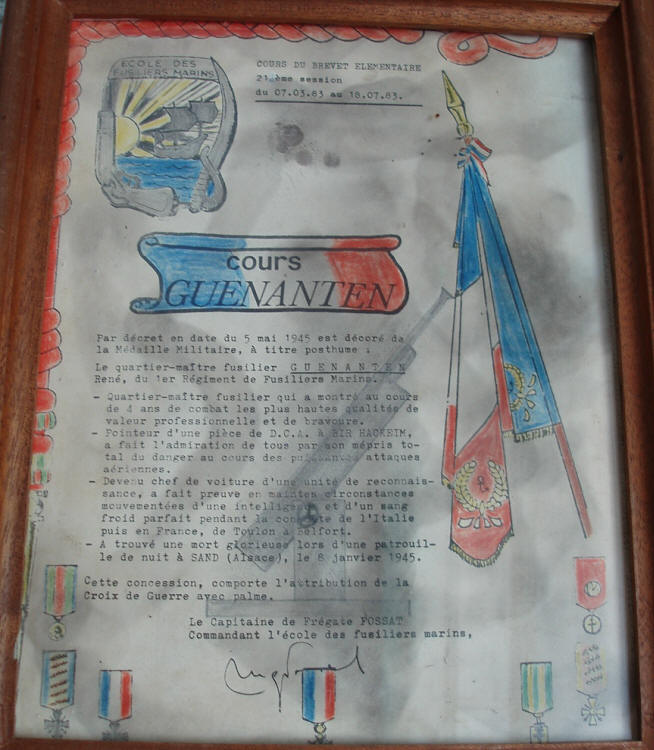 ECOLE DES
FUSILIERS MARINS
COURS DU BREVET ELEMENTAIRE
21ème session
du 07.03.83 au 18.07.83.
cours
GUENANTEN
Par décret en date du 5 mai 1945 est décoré de
la Médaille Militaire, à titre posthume :
Le quartier-maître fusilier GUENANTEN
René, du 1er Régiment de Fusiliers Marins.
- Quartier-maître fusilier qui a montré au cours
de 4 ans de combat les plus hautes qualités de
valeur professionnelle et de bravoure.
- Pointeur d'une pièce de D.C.A. à BIR HACKEIM,
a fait l'admiration de tous par son mépris to-
tal du danger au cours des puissantes attaques
aériennes.
- Devenu chef de voiture d'une unité de reconnais-
sance, a fait preuve en maintes circonstances
mouvementées d'une intelligence et d'un sang
froid parfait pendant la conquête de l'Italie
puis en France, de Toulon à Belfort.
- A trouvé une mort glorieuse lors d'une patrouil-
le de nuit à SAND (Alsace), le 8 janvier 1945.
Cette concession, comporte l'attribution de la
Croix de Guerre avec palme.
Le Capitaine de Frégate FOSSAT
Commandant l'école des fusiliers marins,